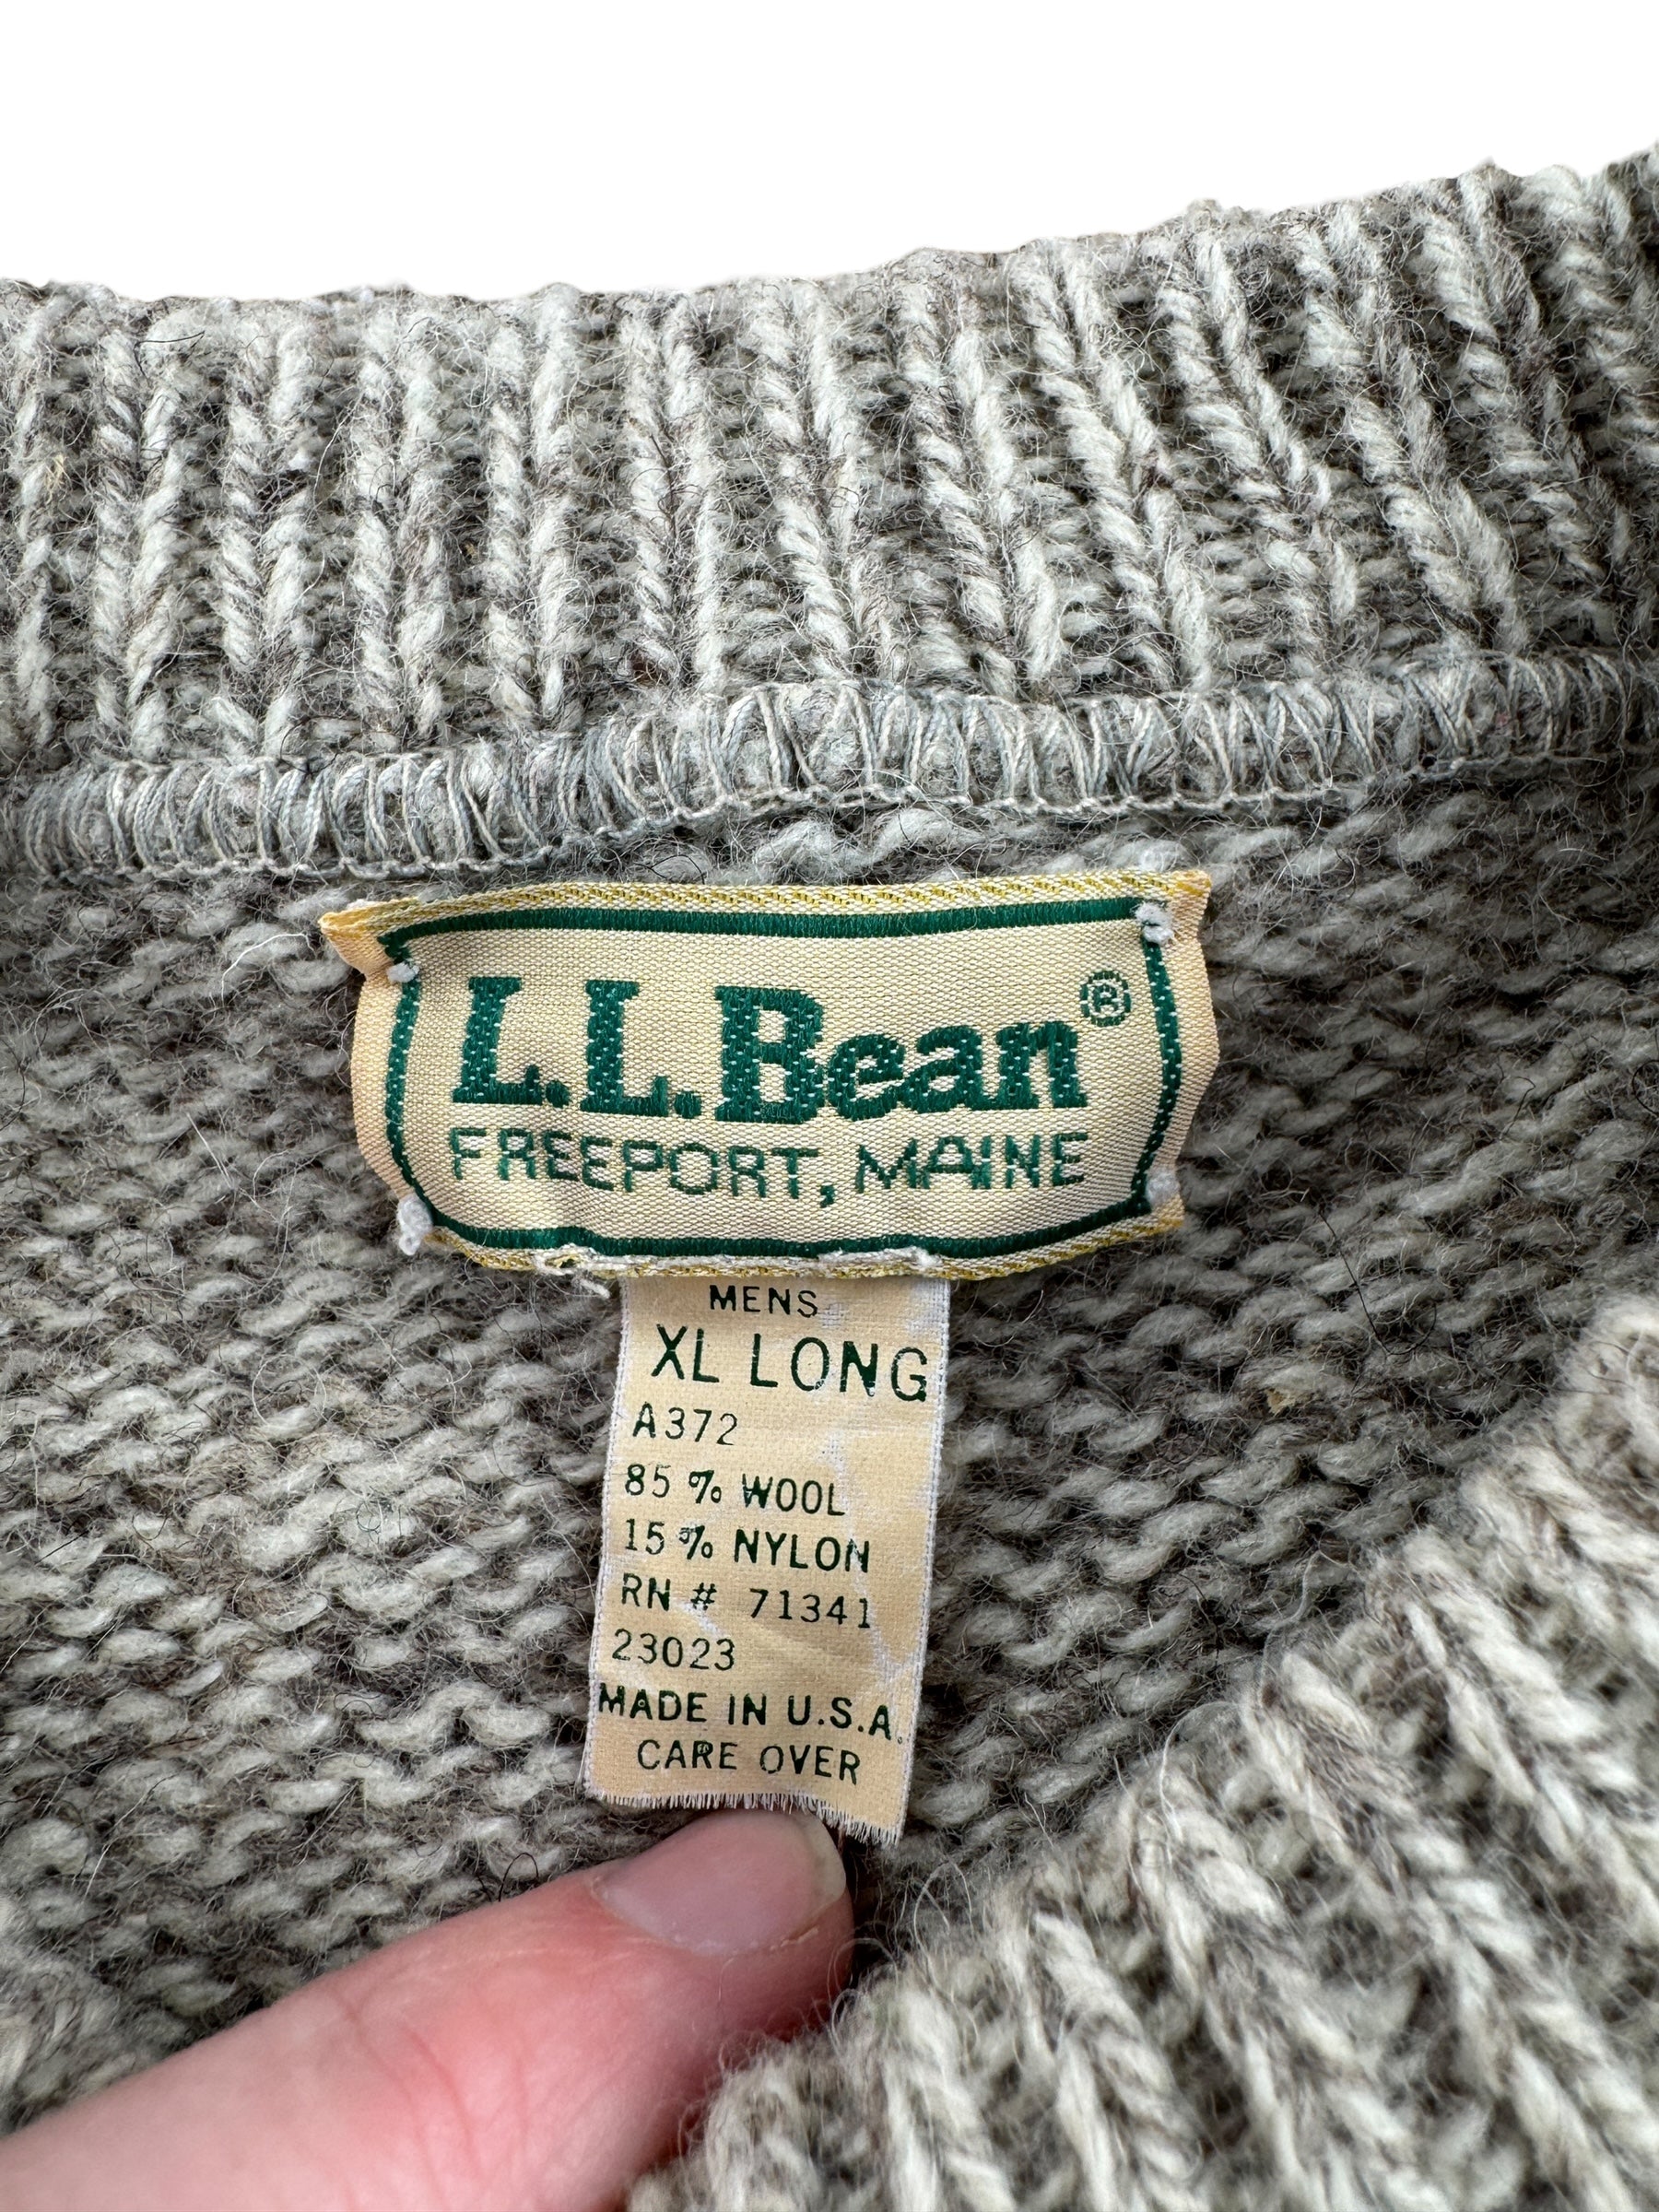 L.L.Bean®
FREEPORT, MAINE
MENS
XL LONG
A372
85 % WOOL
15 % NYLON
RN # 71341
23023
MADE IN U.S.A.
CARE OVER